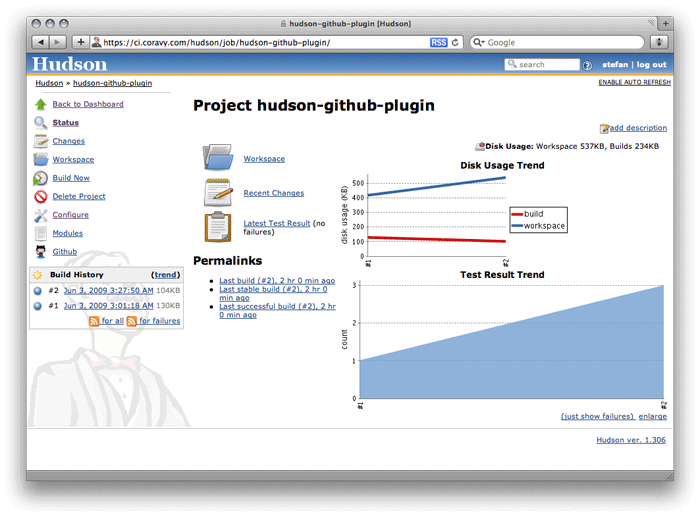 hudson-github-plugin [Hudson]
https://ci.coravy.com/hudson/job/hudson-github-plugin/
RSS
Google
Hudson
search
stefan | log out
Hudson » hudson-github-plugin
ENABLE AUTO REFRESH
Back to Dashboard
Status
Changes
Workspace
Build Now
Delete Project
Configure
Modules
Github
Build History
(trend)
#2 Jun 3, 2009 3:27:50 AM 104KB
#1 Jun 3, 2009 3:01:18 AM 130KB
for all for failures
Project hudson-github-plugin
add description
Disk Usage: Workspace 537KB, Builds 234KB
Workspace
Recent Changes
Latest Test Result (no
failures)
Permalinks
Last build (#2), 2 hr 0 min ago
Last stable build (#2), 2 hr 0
min ago
Last successful build (#2), 2 hr
0 min ago
Disk Usage Trend
disk usage (KB)
500
400
300
200
100
0
#1
#2
build
workspace
Test Result Trend
count
3
2
1
0
#1
#2
(just show failures) enlarge
Hudson ver. 1.306